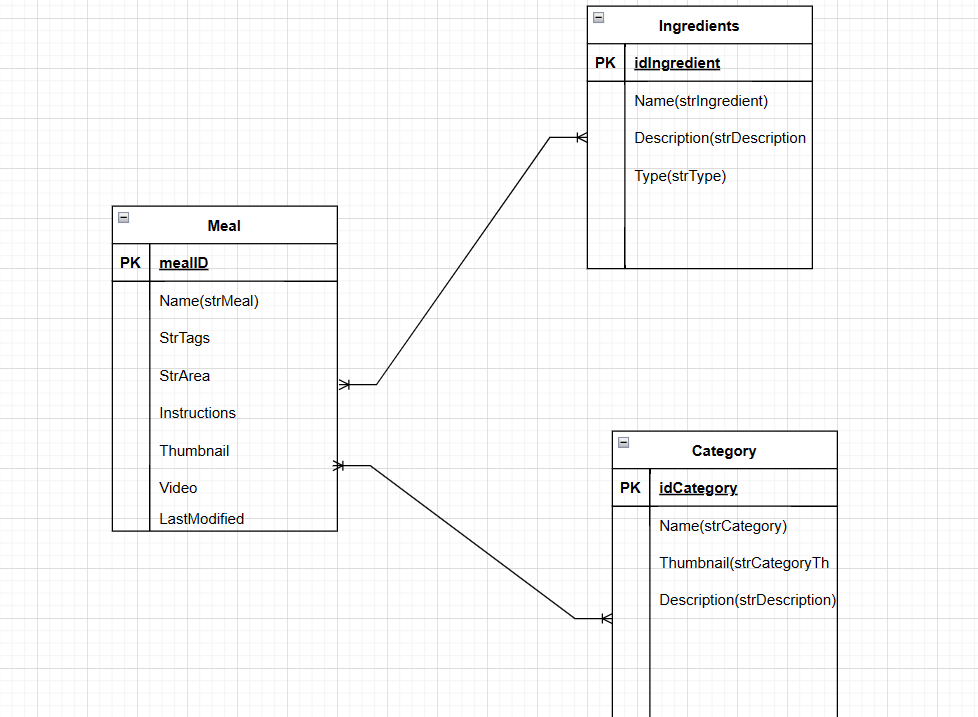 Ingredients
PK idIngredient
Name(strIngredient)
Description(strDescription
Type(strType)
Meal
PK mealID
Name(strMeal)
StrTags
StrArea
Instructions
Thumbnail
Video
LastModified
Category
PK idCategory
Name(strCategory)
Thumbnail(strCategoryTh
Description(strDescription)